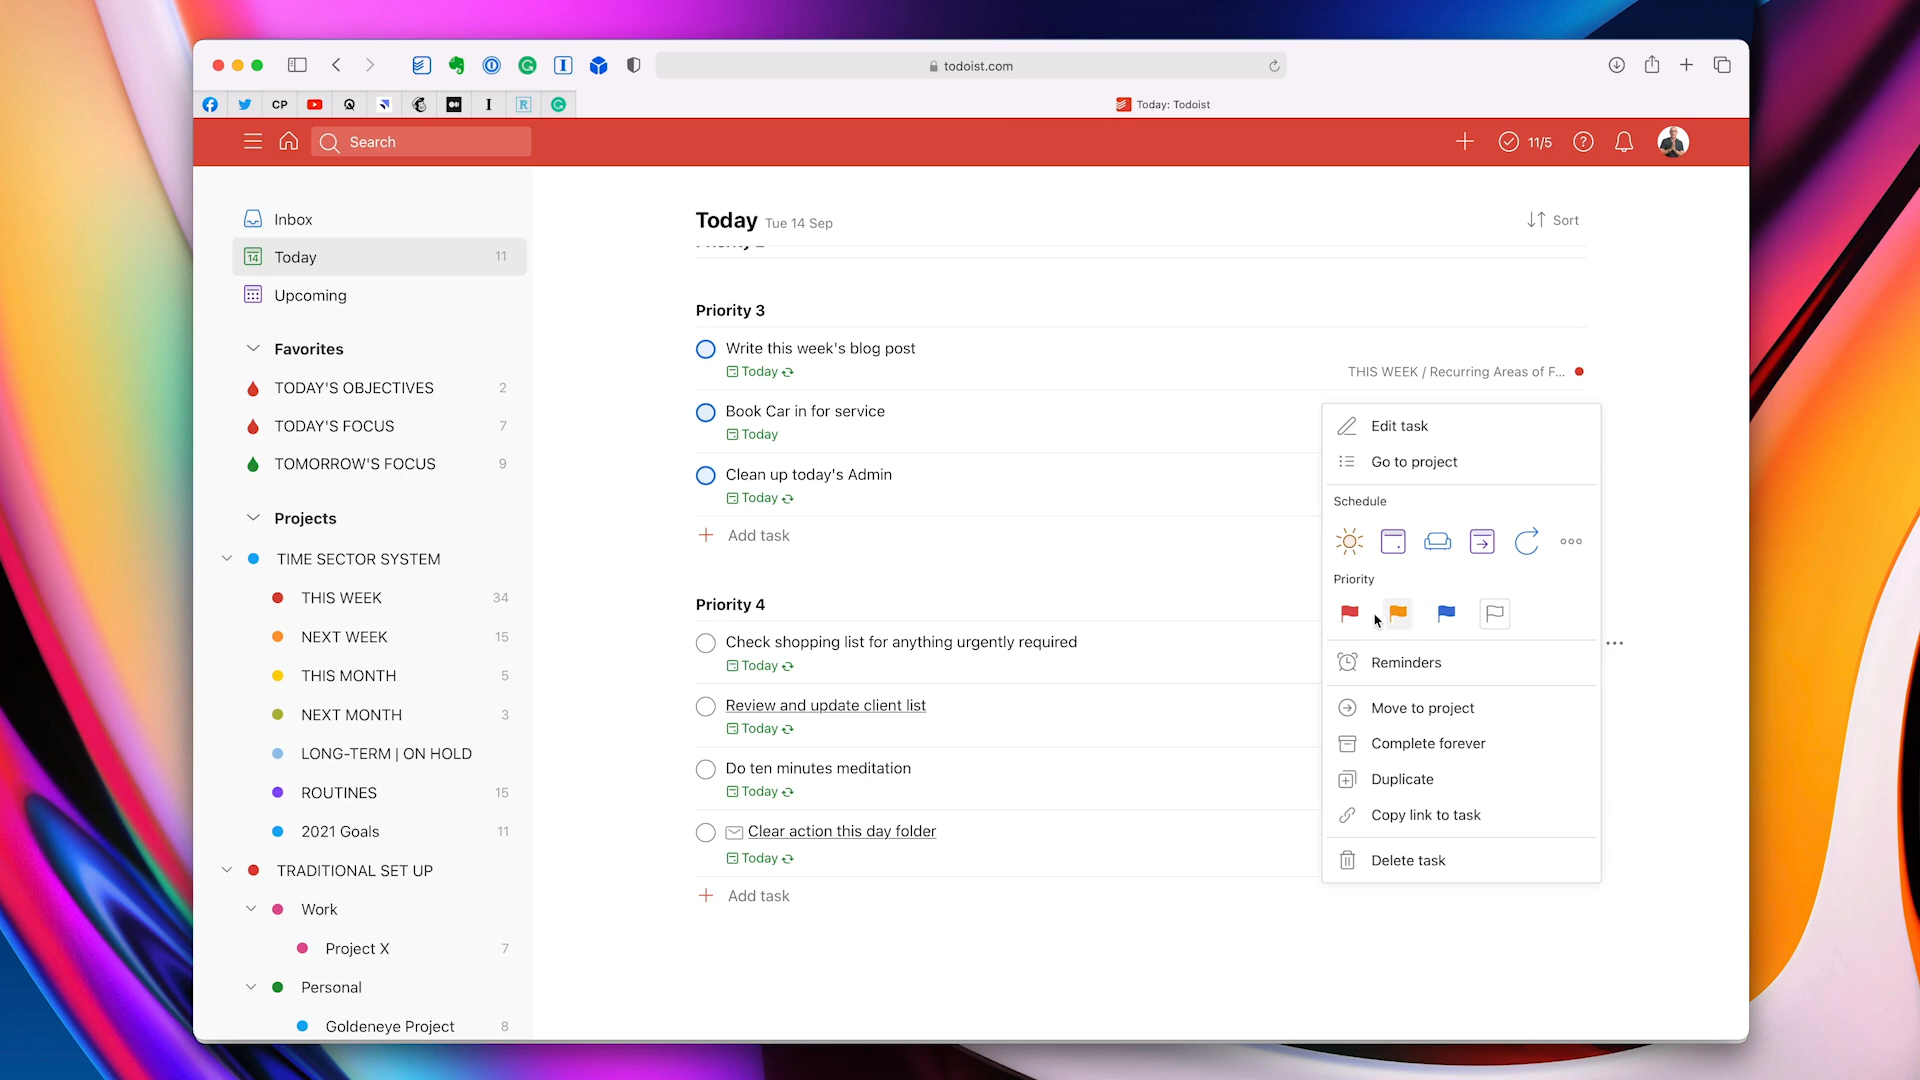 todoist.com
CP
I
R
Today: Todoist
Search
11/5
Inbox
14
Today
11
Upcoming
Favorites
TODAY'S OBJECTIVES
2
TODAY'S FOCUS
7
TOMORROW'S FOCUS
9
Projects
TIME SECTOR SYSTEM
THIS WEEK
34
NEXT WEEK
15
THIS MONTH
5
NEXT MONTH
3
LONG-TERM | ON HOLD
ROUTINES
15
2021 Goals
11
TRADITIONAL SET UP
Work
Project X
7
Personal
Goldeneye Project
8
Today Tue 14 Sep
Sort
Priority 3
Write this week's blog post
Today
THIS WEEK / Recurring Areas of F...
Book Car in for service
Today
Clean up today's Admin
Today
Add task
Priority 4
Check shopping list for anything urgently required
Today
Review and update client list
Today
Do ten minutes meditation
Today
Clear action this day folder
Today
Add task
Edit task
Go to project
Schedule
Priority
Reminders
Move to project
Complete forever
Duplicate
Copy link to task
Delete task